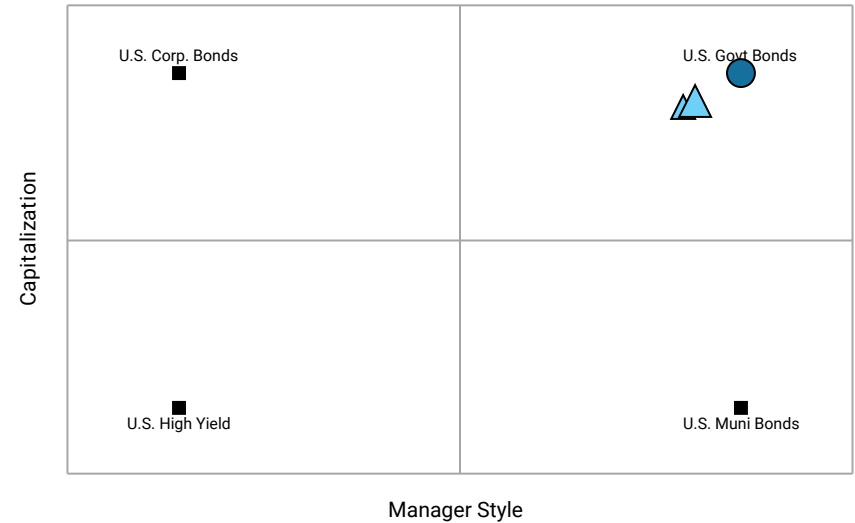 U.S. Corp. Bonds
U.S. Govt Bonds
Capitalization
U.S. High Yield
U.S. Muni Bonds
Manager Style